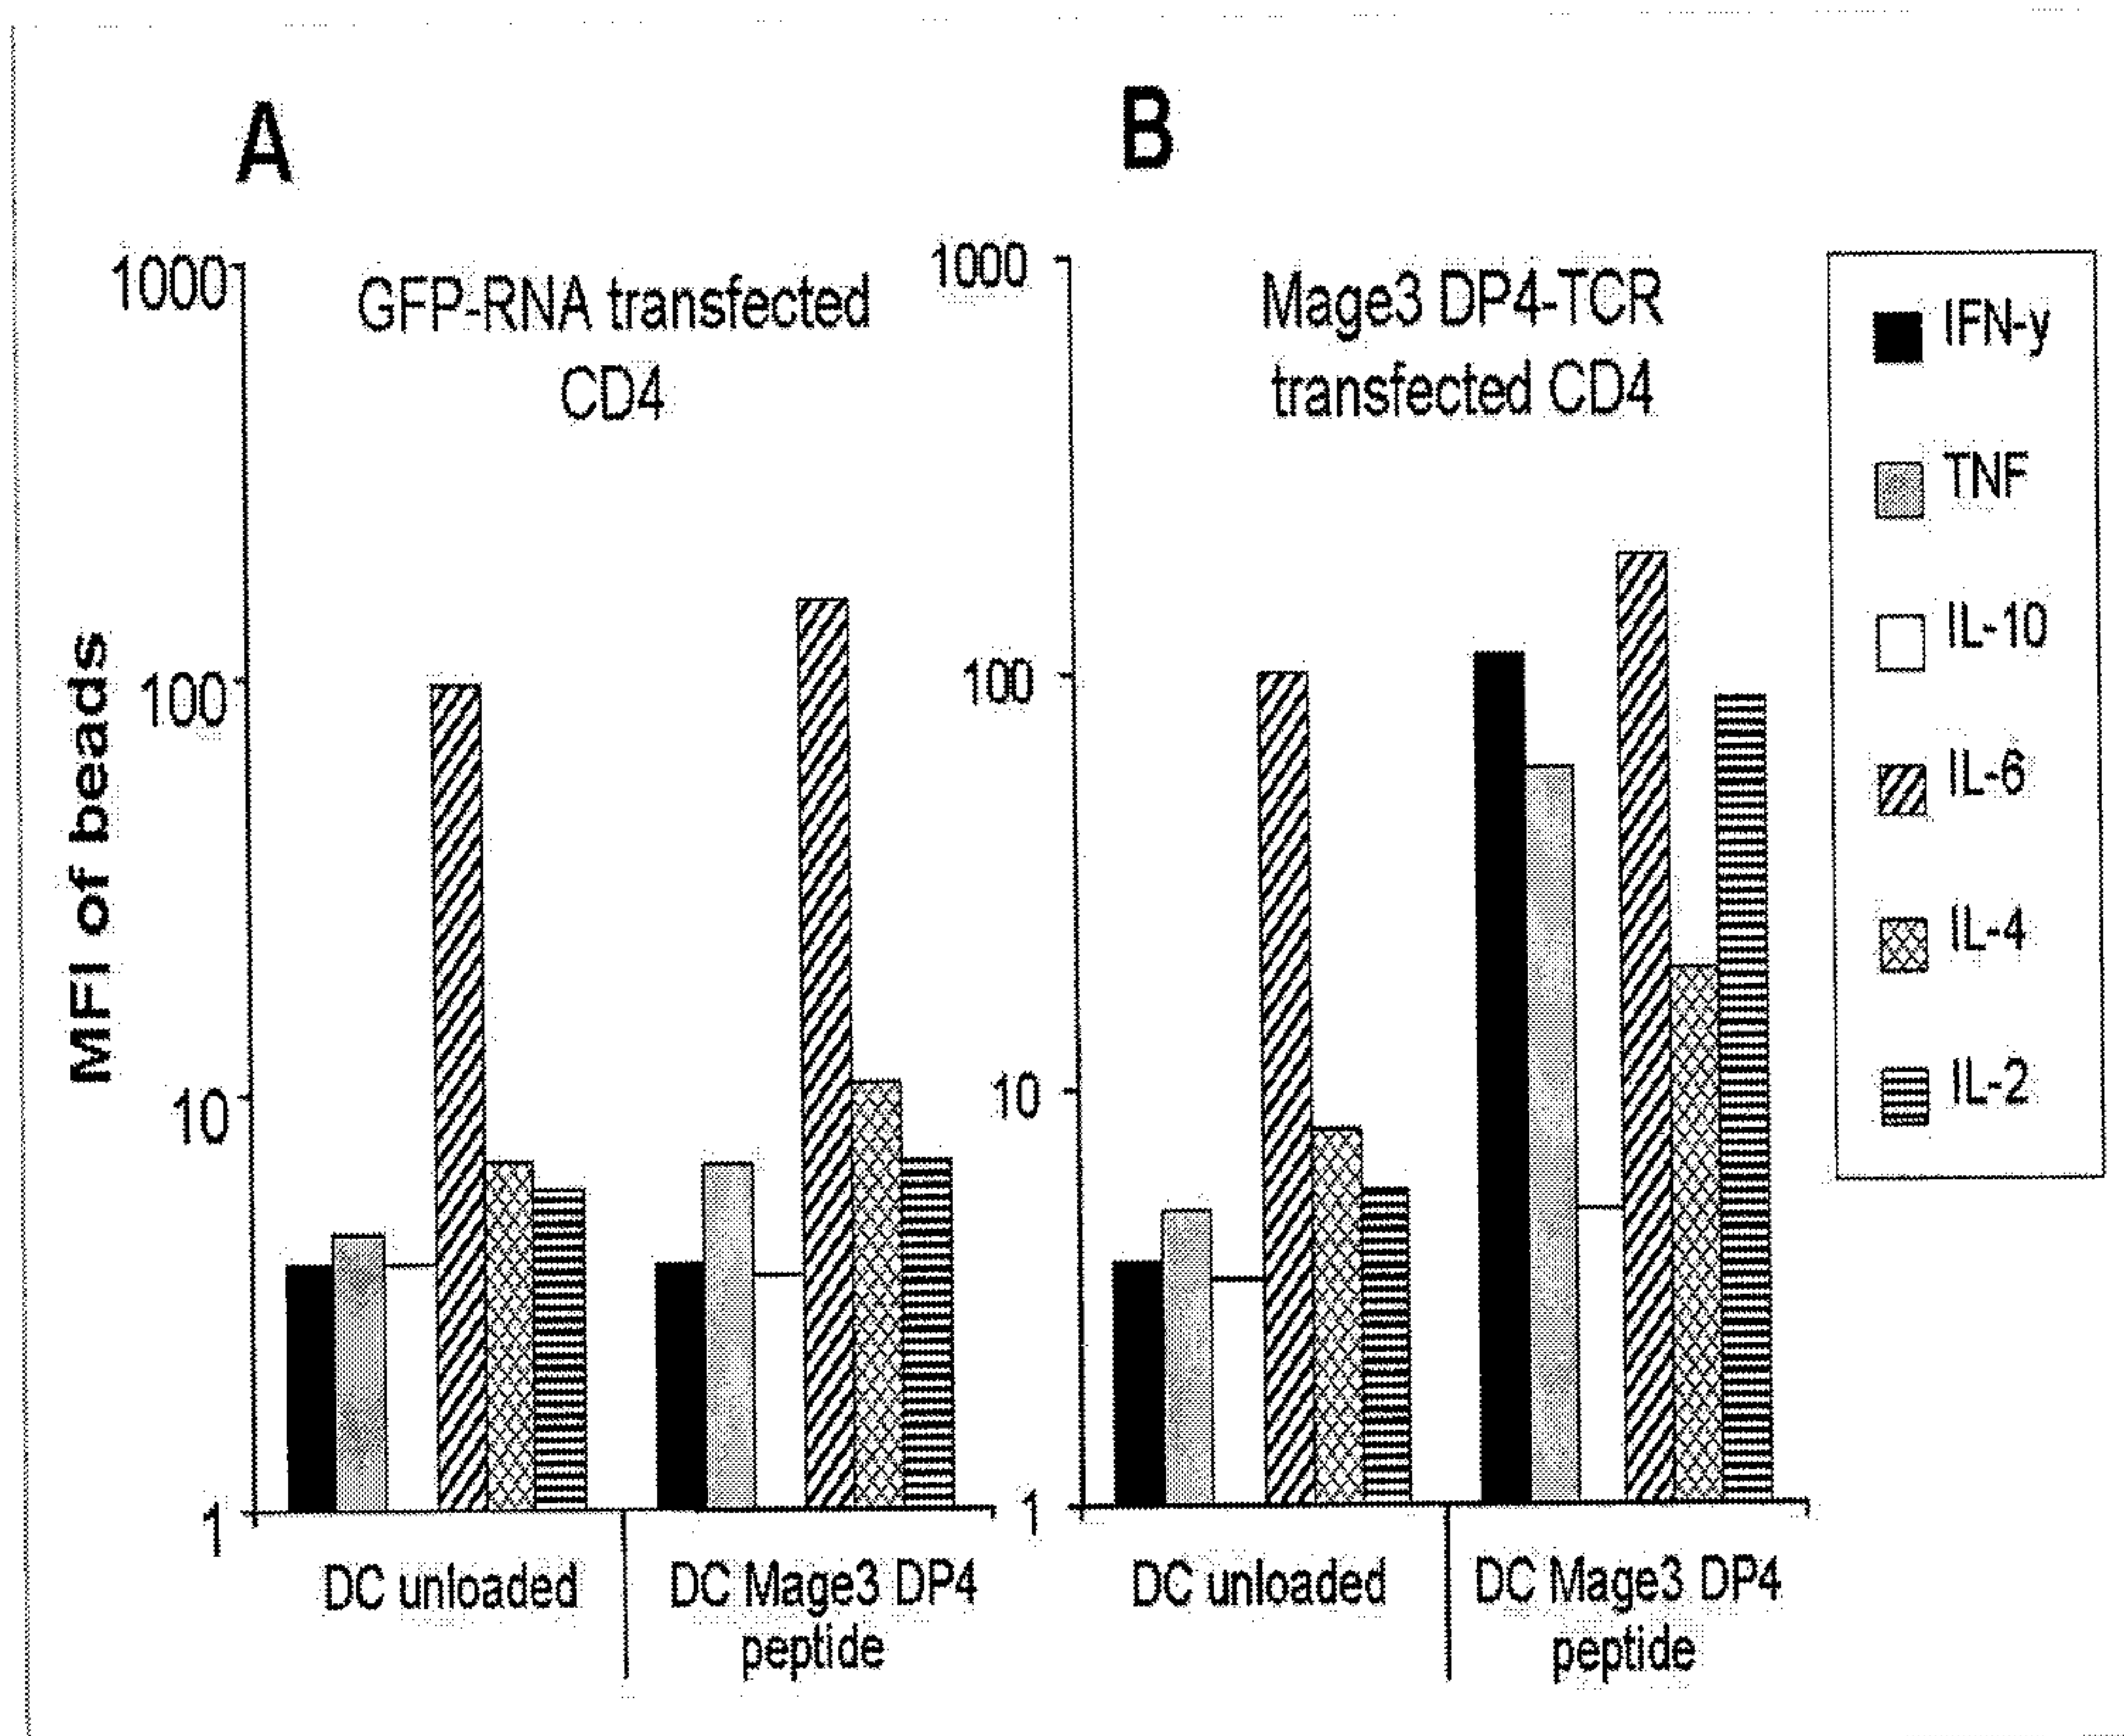 A
B
1000
GFP-RNA transfected
CD4
100
10
1
MFI of beads
DC unloaded
DC Mage3 DP4
peptide
1000
Mage3 DP4-TCR
transfected CD4
100
10
1
DC unloaded
DC Mage3 DP4
peptide
IFN-y
TNF
IL-10
IL-6
IL-4
IL-2